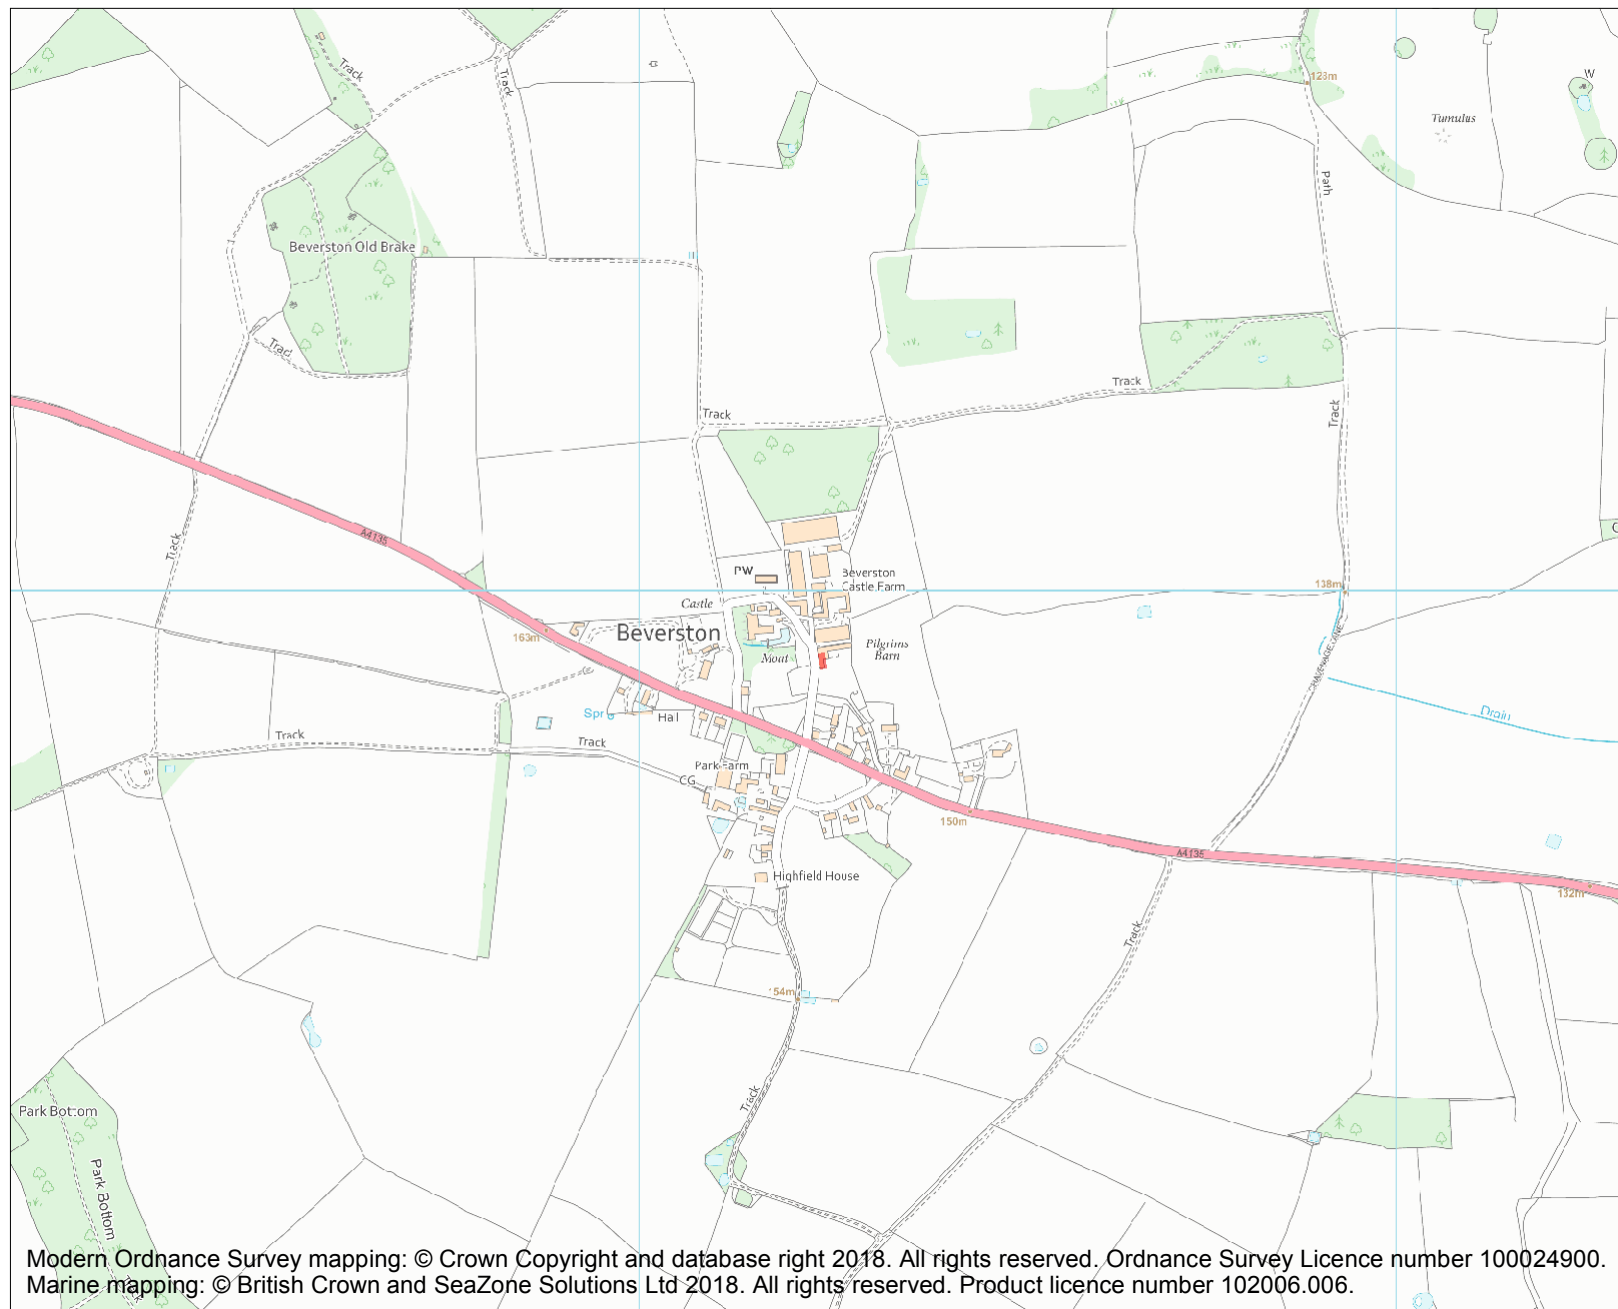 Track
Track
123m
W
Tumulus
Path
Beverston Old Brake
Track
Track
Track
Track
A4135
PW
Beverston
Castle Farm
138m
Castle
163m
Beverston
Moat
Pilgrims
Barn
Drain
Hall
Track
Track
Park Farm
CG
150m
A4135
Highfield House
132m
Track
Track
Park Bottom
Park Bottom
Modern Ordnance Survey mapping: © Crown Copyright and database right 2018. All rights reserved. Ordnance Survey Licence number 100024900.
Marine mapping: © British Crown and SeaZone Solutions Ltd 2018. All rights reserved. Product licence number 102006.006.